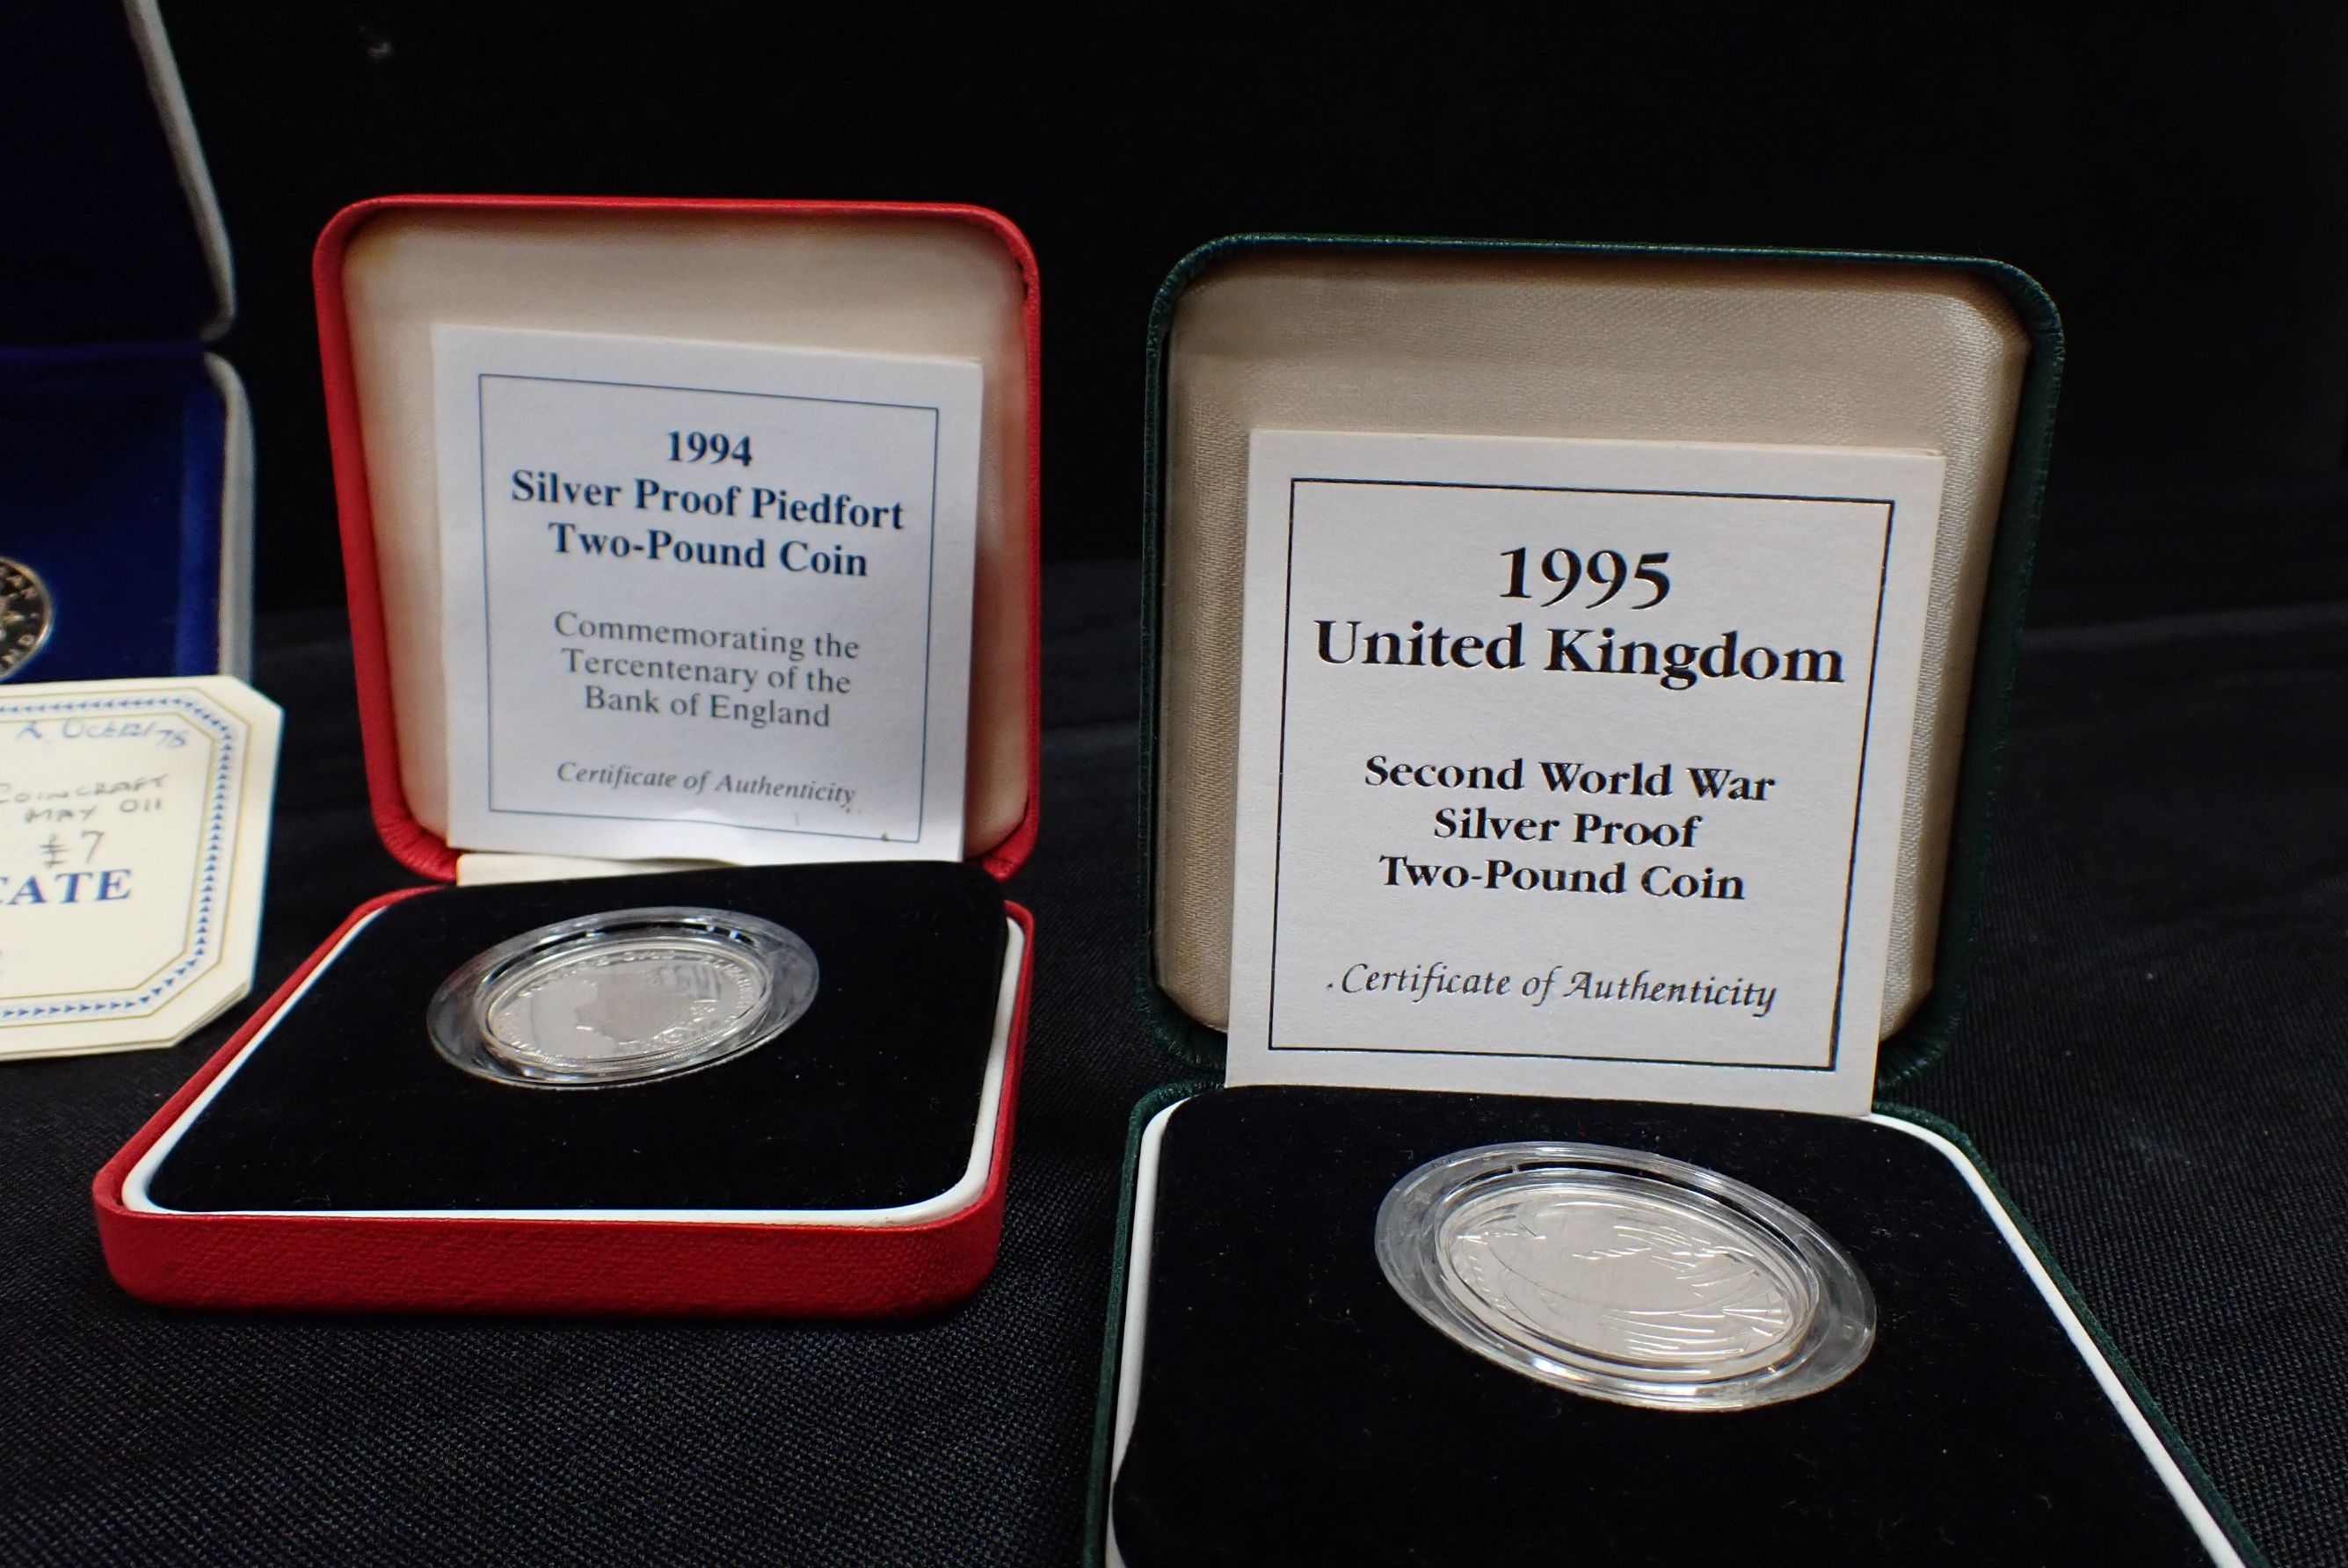 1994
Silver Proof Piedfort
Two-Pound Coin
Commemorating the
Tercentenary of the
Bank of England
Certificate of Authenticity
1995
United Kingdom
Second World War
Silver Proof
Two-Pound Coin
Certificate of Authenticity
COINCRAFT
MAY 011
£7
CATE